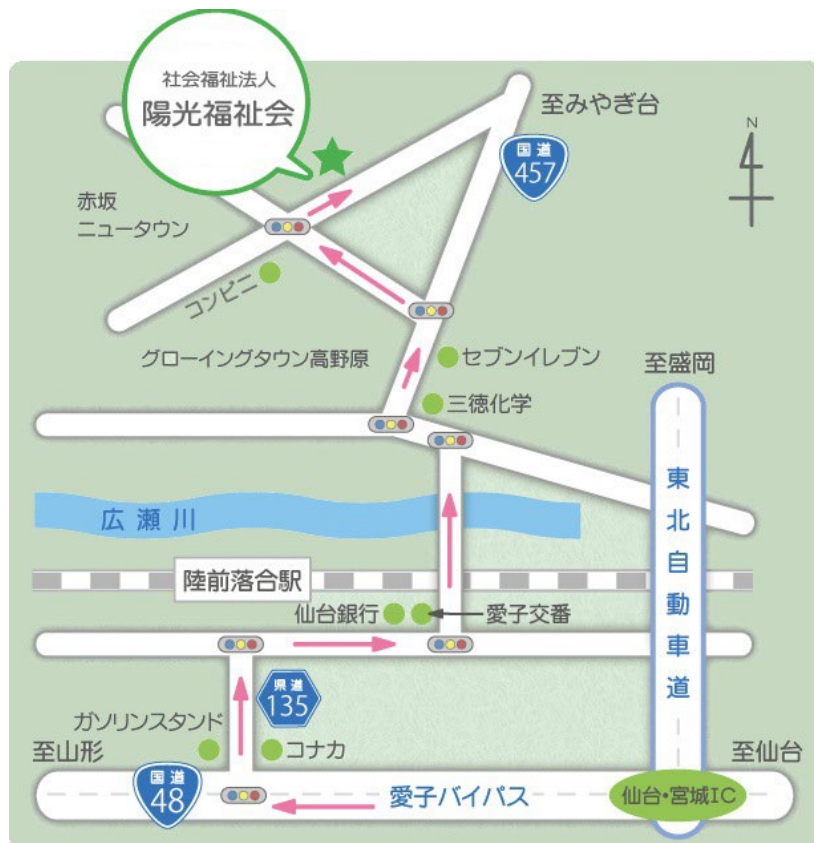 社会福祉法人
陽光福祉会
至みやぎ台
N
国道
457
赤坂
ニュータウン
コンビニ
グローイングタウン高野原
セブンイレブン
至盛岡
三徳化学
東北自動車道
広瀬川
陸前落合駅
仙台銀行
愛子交番
県道
135
ガソリンスタンド
至山形
コナカ
至仙台
国道
48
愛子バイパス
仙台・宮城IC